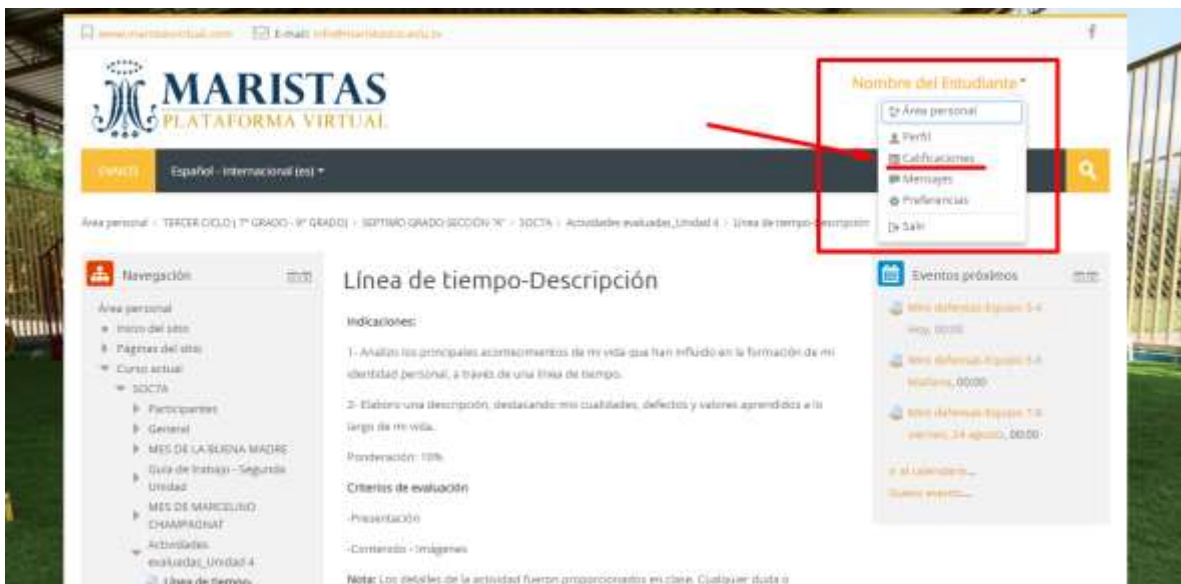 www.maristasvirtual.com E-mail:
Nombre del Estudiante
MARISTAS
PLATAFORMA VIRTUAL
Área personal
Perfil
Calificaciones
Mensajes
Preferencias
Salir
EVENTOS Español - Internacional (es)
Área personal > TERCER CICLO ( 7° GRADO - 9° GRADO) > SEPTIMO GRADO SECCIÓN "A" > SOC7A > Actividades evaluadas_Unidad 4 > Línea de tiempo-Descripción
Navegación
Área personal
Inicio del sitio
Páginas del sitio
Curso actual
SOC7A
Participantes
General
MES DE LA BUENA MADRE
Guía de trabajo - Segunda
Unidad
MES DE MARCELINO
CHAMPAGNAT
Actividades
evaluadas_Unidad 4
Línea de tiempo-
Línea de tiempo-Descripción
Indicaciones:
1- Analizo los principales acontecimientos de mi vida que han influido en la formación de mi
identidad personal, a través de una línea de tiempo.
2- Elaboro una descripción, destacando mis cualidades, defectos y valores aprendidos a lo
largo de mi vida.
Ponderación: 10%
Criterios de evaluación
-Presentación
-Contenido - Imágenes
Nota: Los detalles de la actividad fueron proporcionados en clase. Cualquier duda o
Eventos próximos
Mini defensas Equipo 3-4
Hoy, 00:00
Mini defensas Equipo 5-6
Mañana, 00:00
Mini defensas Equipo 7-8
viernes, 24 agosto, 00:00
Ir al calendario...
Nuevo evento...